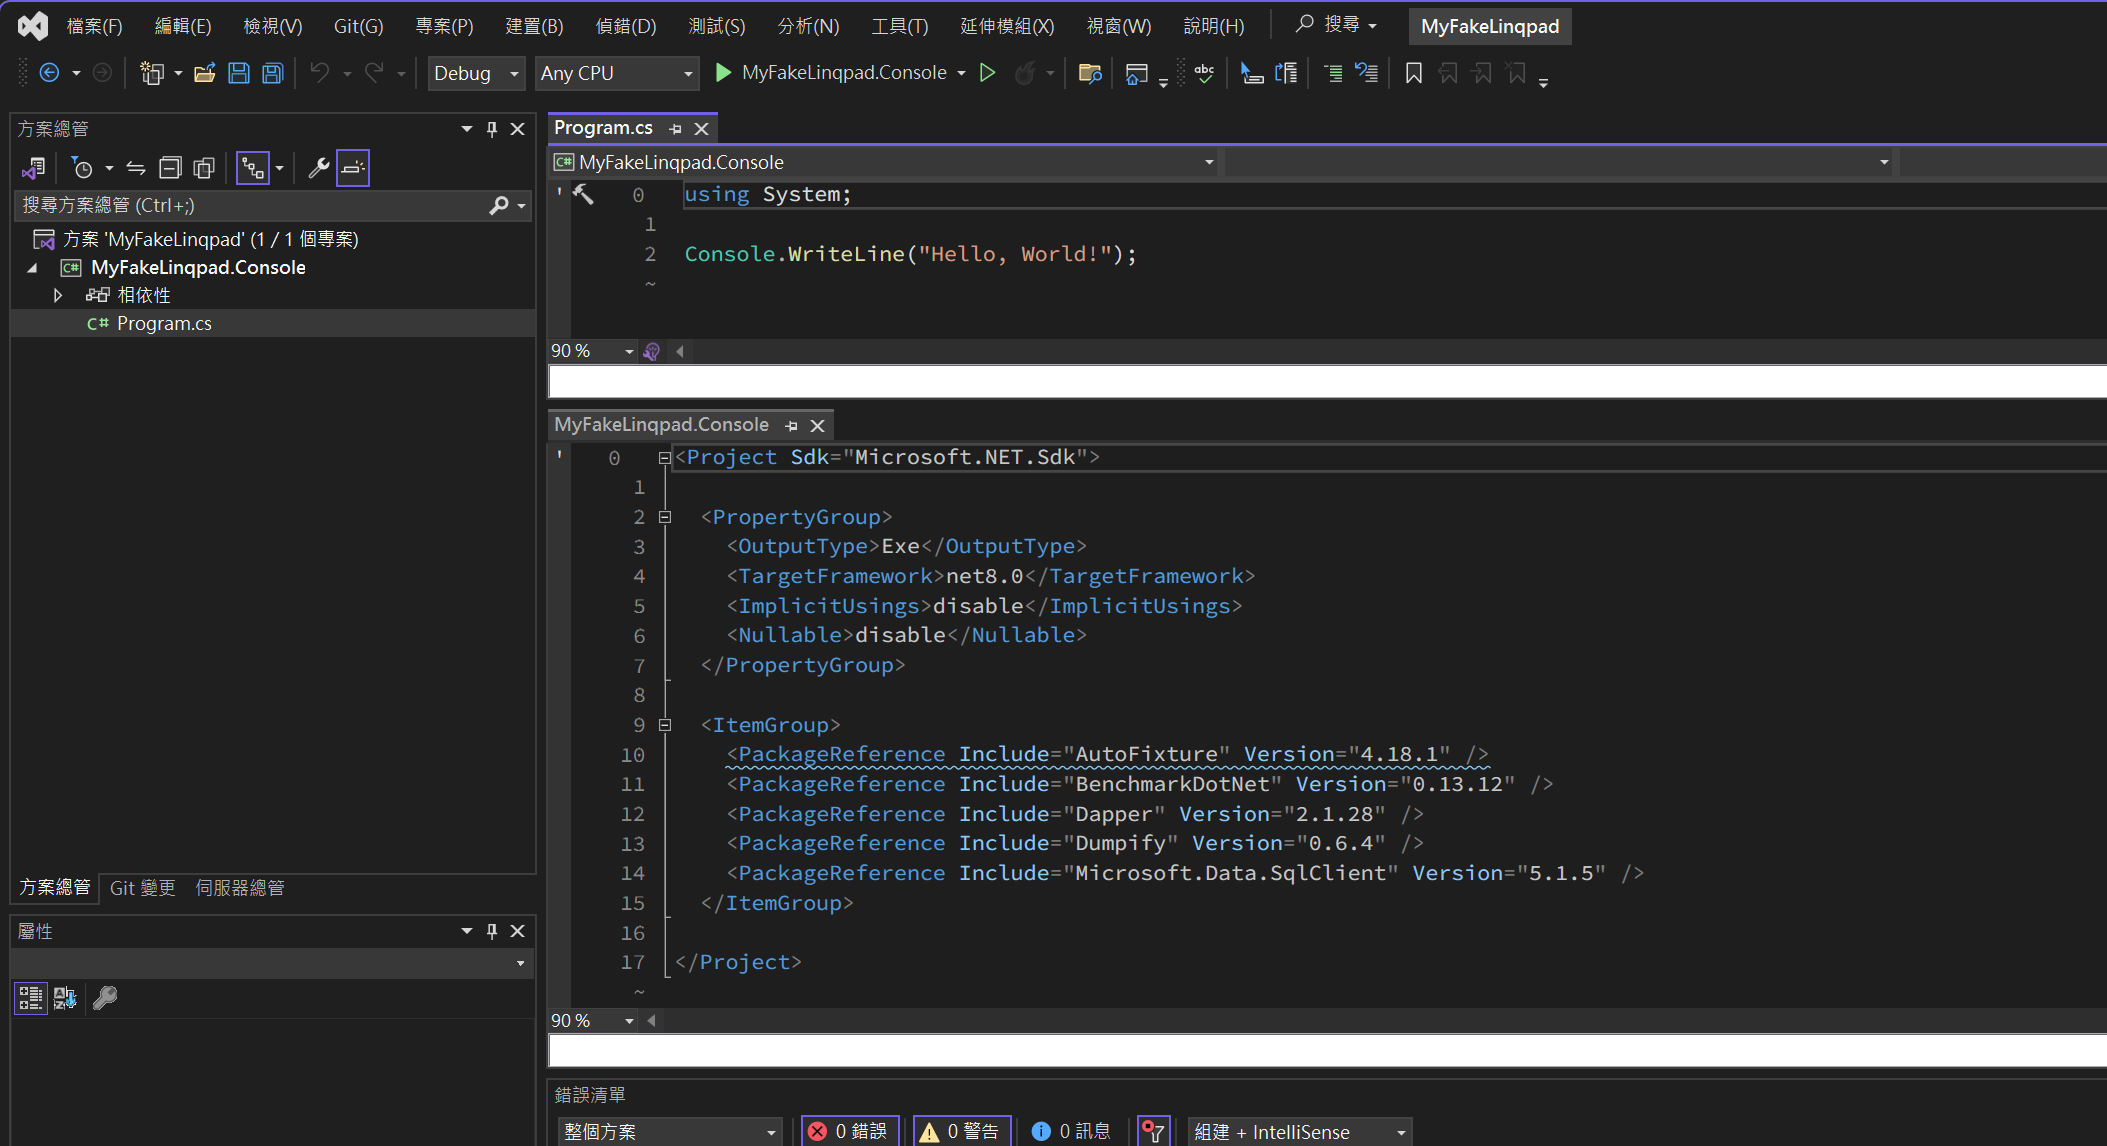 檔案(F) 編輯(E) 檢視(V) Git(G) 專案(P) 建置(B) 偵錯(D) 測試(S) 分析(N) 工具(T) 延伸模組(X) 視窗(W) 說明(H) 搜尋 MyFakeLinqpad
Debug Any CPU MyFakeLinqpad.Console abc
方案總管
搜尋方案總管 (Ctrl+;)
方案 'MyFakeLinqpad' (1 / 1 個專案)
C# MyFakeLinqpad.Console
相依性
C# Program.cs
方案總管 Git 變更 伺服器總管
屬性
Program.cs
C# MyFakeLinqpad.Console
0 using System;
1
2 Console.WriteLine("Hello, World!");
~
90 %
MyFakeLinqpad.Console
0 <Project Sdk="Microsoft.NET.Sdk">
1
2 <PropertyGroup>
3 <OutputType>Exe</OutputType>
4 <TargetFramework>net8.0</TargetFramework>
5 <ImplicitUsings>disable</ImplicitUsings>
6 <Nullable>disable</Nullable>
7 </PropertyGroup>
8
9 <ItemGroup>
10 <PackageReference Include="AutoFixture" Version="4.18.1" />
11 <PackageReference Include="BenchmarkDotNet" Version="0.13.12" />
12 <PackageReference Include="Dapper" Version="2.1.28" />
13 <PackageReference Include="Dumpify" Version="0.6.4" />
14 <PackageReference Include="Microsoft.Data.SqlClient" Version="5.1.5" />
15 </ItemGroup>
16
17 </Project>
~
90 %
錯誤清單
整個方案 0 錯誤 0 警告 0 訊息 組建 + IntelliSense